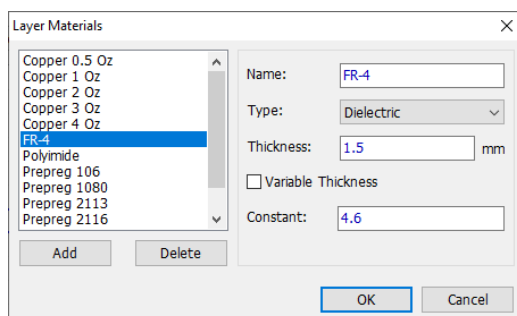 Layer Materials
Copper 0.5 Oz
Copper 1 Oz
Copper 2 Oz
Copper 3 Oz
Copper 4 Oz
FR-4
Polyimide
Prepreg 106
Prepreg 1080
Prepreg 2113
Prepreg 2116
Add
Delete
Name: FR-4
Type: Dielectric
Thickness: 1.5 mm
Variable Thickness
Constant: 4.6
OK
Cancel